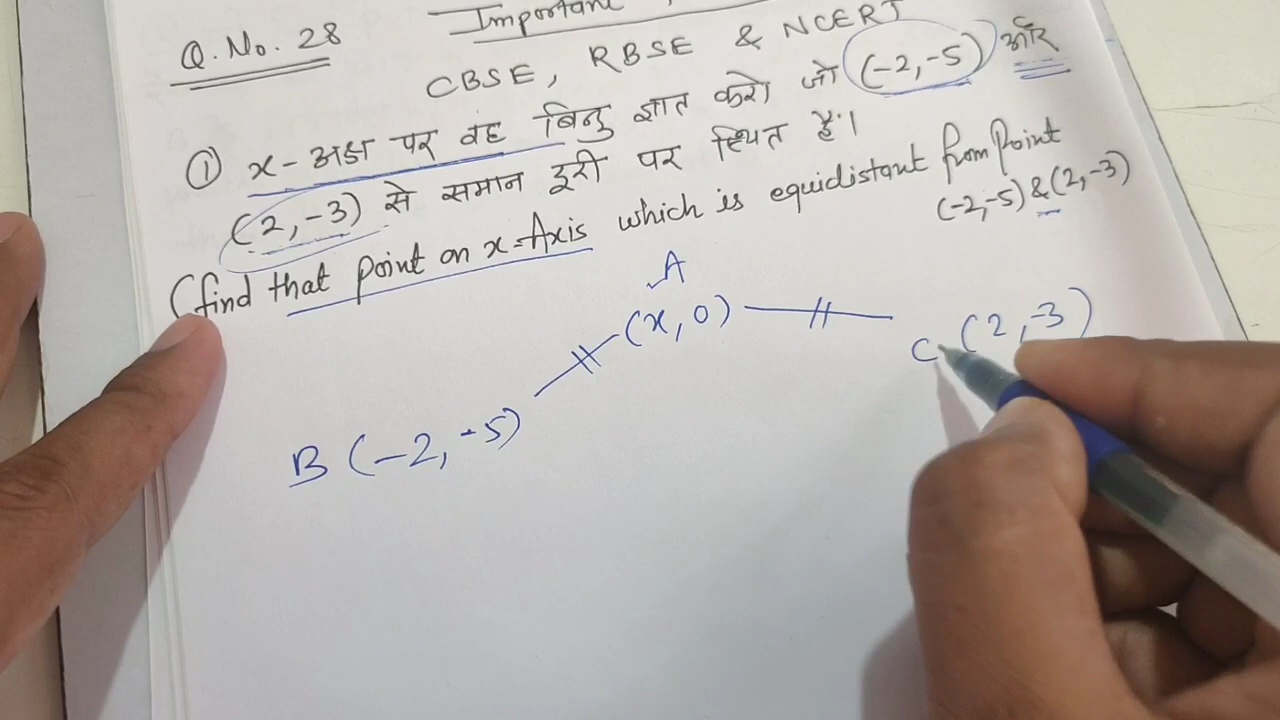 Important
Q. No. 28
CBSE, RBSE & NCERT
① x-अक्ष पर वह बिन्दु ज्ञात करो जो (-2,-5) और
(2,-3) से समान दूरी पर स्थित हैं।
(find that point on x-Axis which is equidistant from Point
(-2,-5) & (2,-3)
A
(x, 0)
C (2,-3)
B (-2,-5)